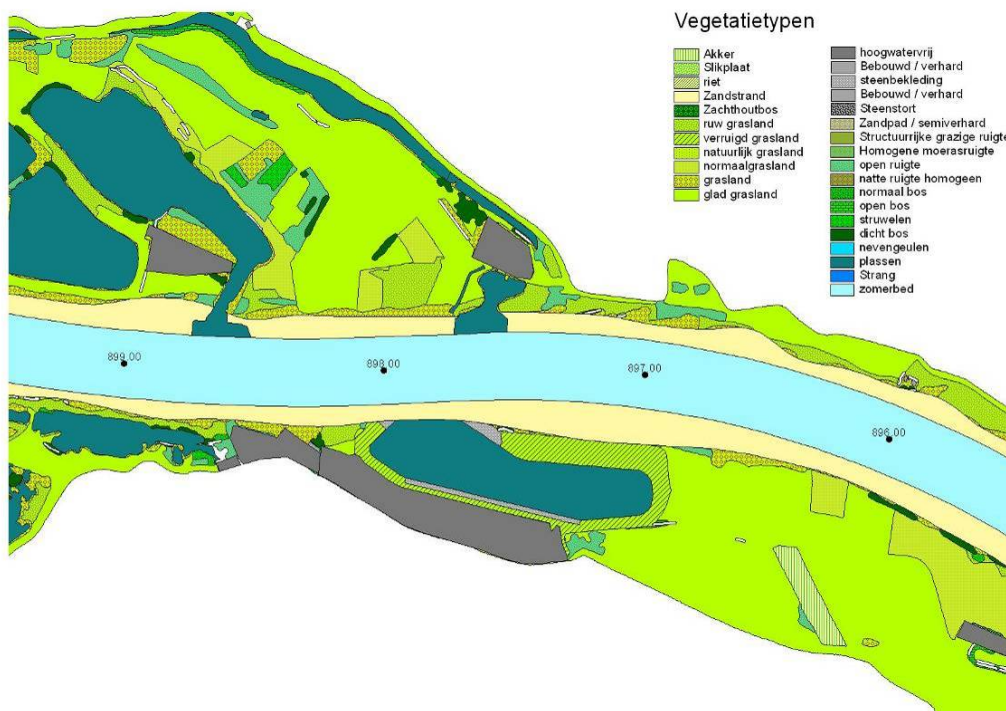 Vegetatietypen
Akker
Slikplaat
riet
Zandstrand
Zachthoutbos
ruw grasland
verruigd grasland
natuurlijk grasland
normaalgrasland
grasland
glad grasland
hoogwatervrij
Bebouwd / verhard
steenbekleding
Bebouwd / verhard
Steenstort
Zandpad / semiverhard
Structuurrijke grazige ruigte
Homogene moerasruigte
open ruigte
natte ruigte homogeen
normaal bos
open bos
struwelen
dicht bos
nevengeulen
plassen
Strang
zomerbed
899,00
898,00
897,00
896,00